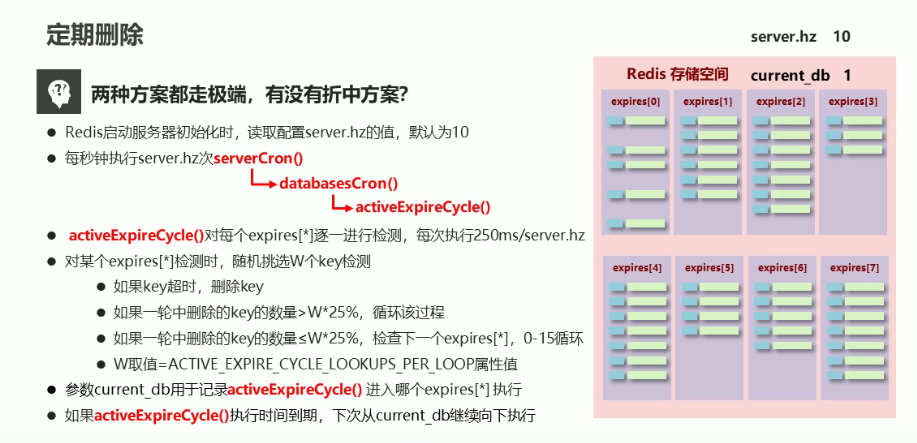 定期删除
server.hz 10
两种方案都走极端，有没有折中方案？
Redis启动服务器初始化时，读取配置server.hz的值，默认为10
每秒钟执行server.hz次serverCron()
databasesCron()
activeExpireCycle()
activeExpireCycle()对每个expires[*]逐一进行检测，每次执行250ms/server.hz
对某个expires[*]检测时，随机挑选W个key检测
如果key超时，删除key
如果一轮中删除的key的数量>W*25%，循环该过程
如果一轮中删除的key的数量≤W*25%，检查下一个expires[*]，0-15循环
W取值=ACTIVE_EXPIRE_CYCLE_LOOKUPS_PER_LOOP属性值
参数current_db用于记录activeExpireCycle() 进入哪个expires[*] 执行
如果activeExpireCycle()执行时间到期，下次从current_db继续向下执行
Redis 存储空间 current_db 1
expires[0] expires[1] expires[2] expires[3]
expires[4] expires[5] expires[6] expires[7]